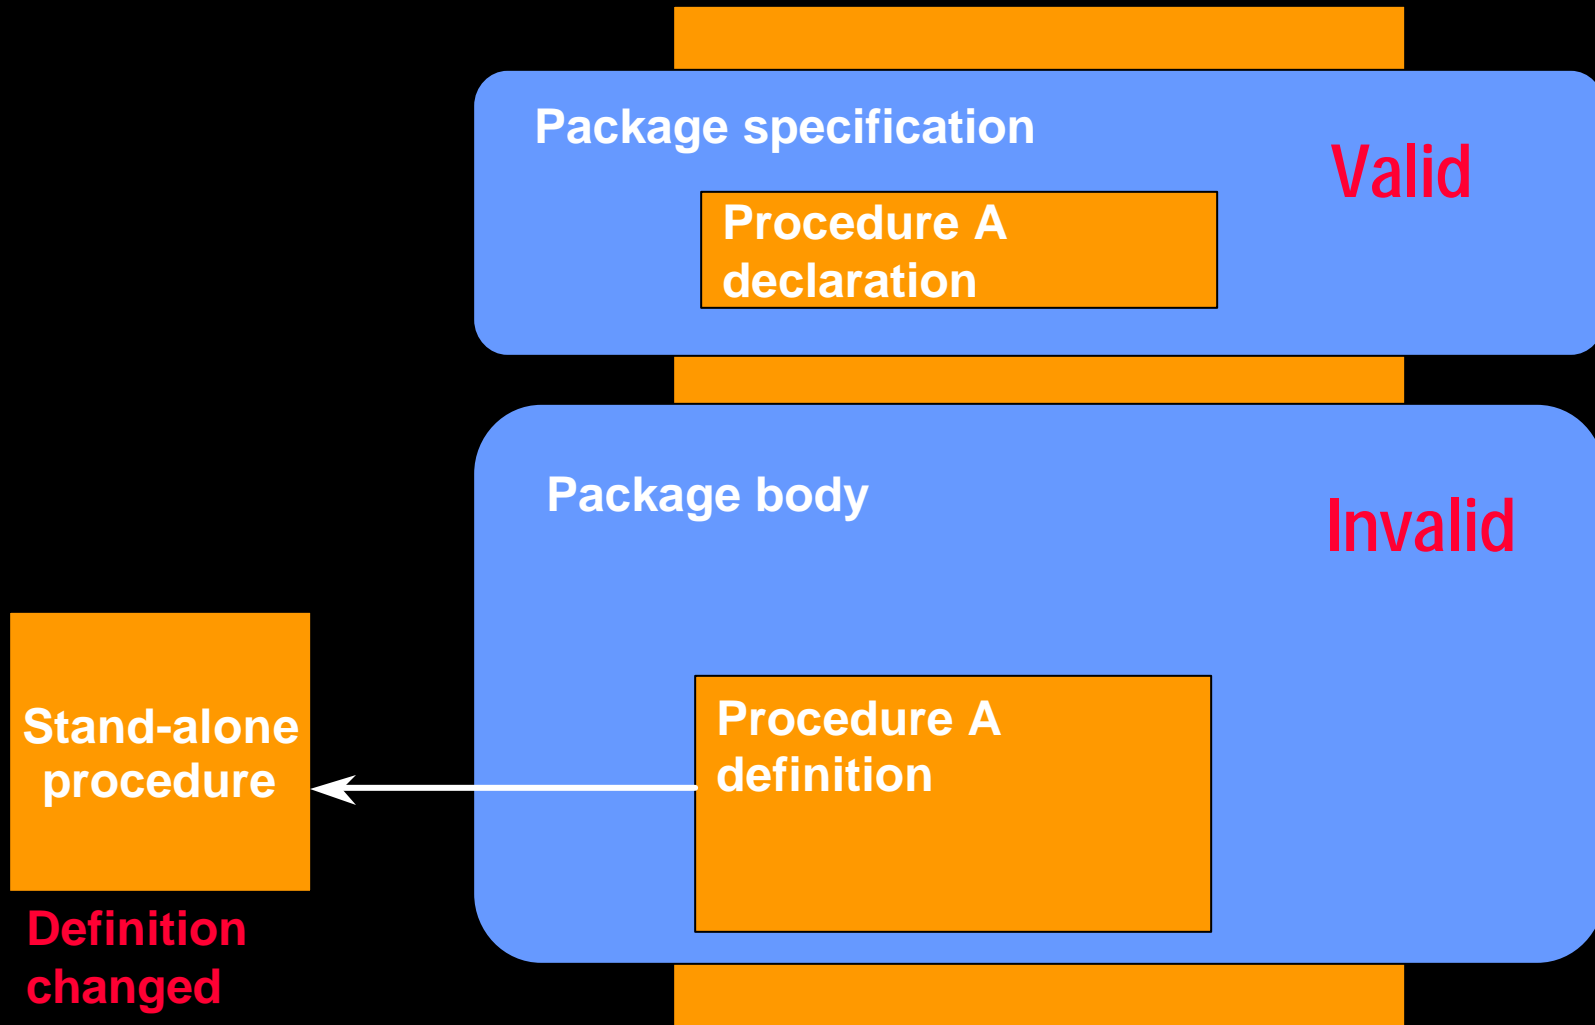 Package specification
Valid
Procedure A
declaration
Package body
Invalid
Stand-alone
procedure
Procedure A
definition
Definition
changed